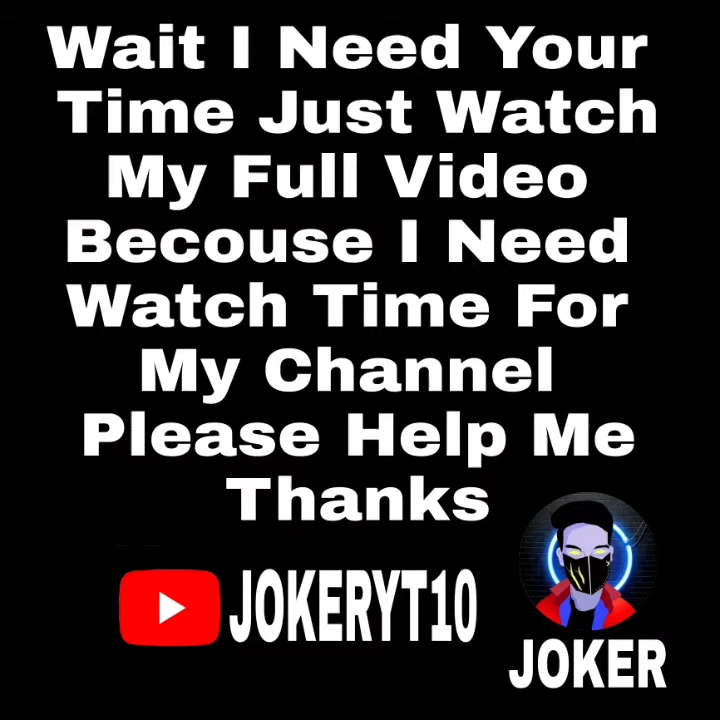 Wait I Need Your
Time Just Watch
My Full Video
Becouse I Need
Watch Time For
My Channel
Please Help Me
Thanks
JOKERYT10
JOKER